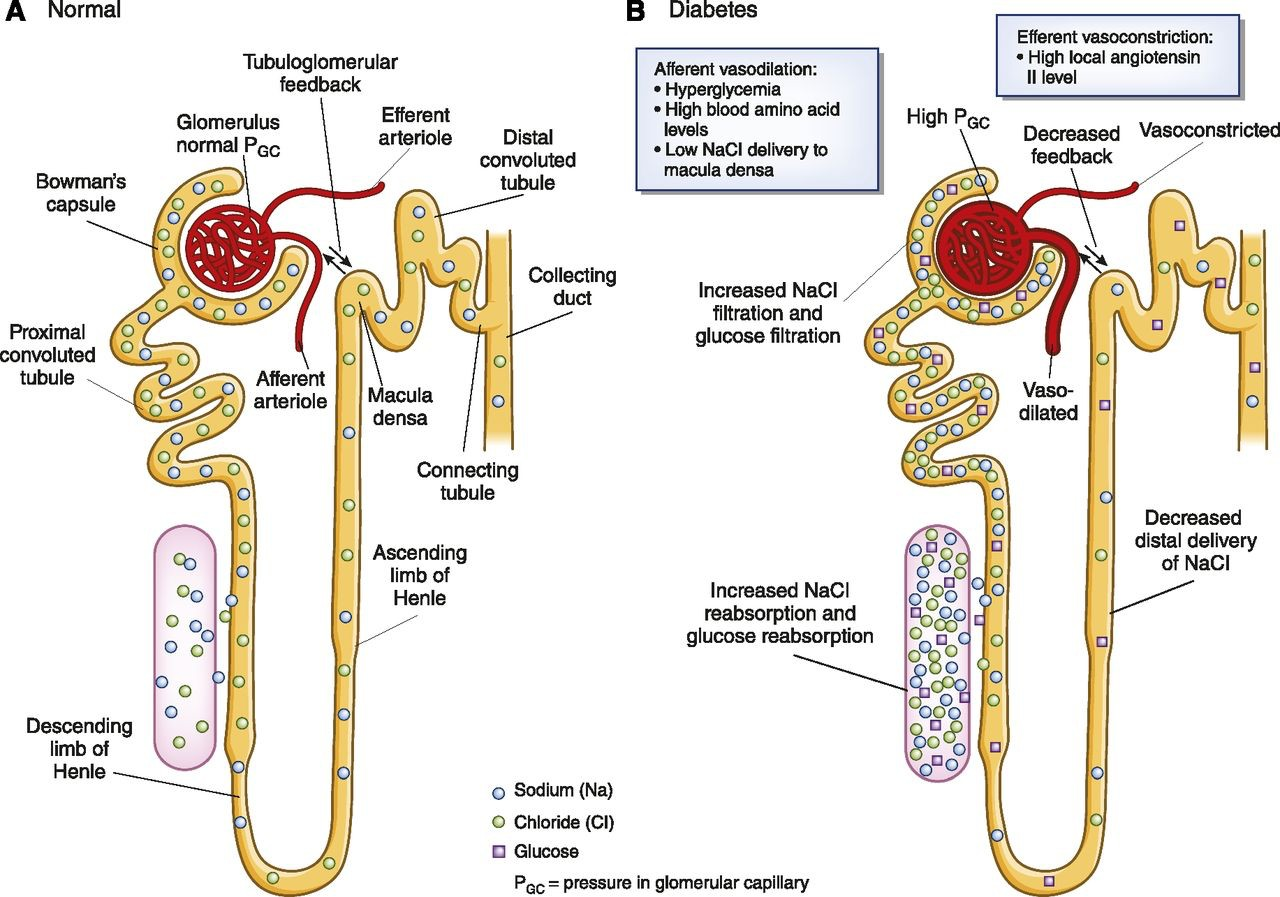 A Normal
Tubuloglomerular
feedback
Efferent
arteriole
Glomerulus
normal PGC
Distal
convoluted
tubule
Bowman's
capsule
Collecting
duct
Proximal
convoluted
tubule
Afferent
arteriole
Macula
densa
Connecting
tubule
Ascending
limb of
Henle
Descending
limb of
Henle
Sodium (Na)
Chloride (Cl)
Glucose
PGC = pressure in glomerular capillary
B Diabetes
Afferent vasodilation:
• Hyperglycemia
• High blood amino acid
levels
• Low NaCl delivery to
macula densa
Efferent vasoconstriction:
• High local angiotensin
II level
High PGC
Decreased
feedback
Vasoconstricted
Increased NaCl
filtration and
glucose filtration
Vaso-
dilated
Decreased
distal delivery
of NaCl
Increased NaCl
reabsorption and
glucose reabsorption